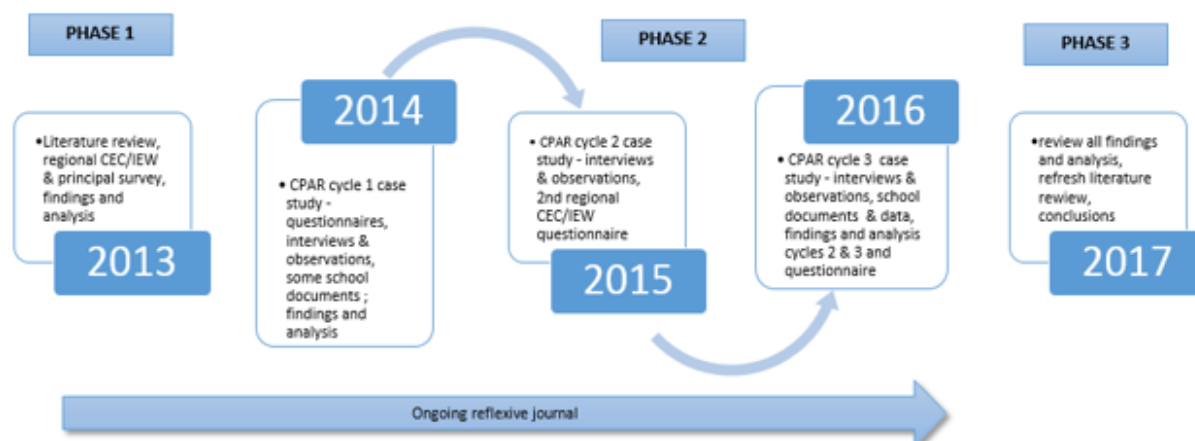 PHASE 1
PHASE 2
PHASE 3
•Literature review,
regional CEC/IEW
& principal survey,
findings and
analysis
2013
2014
• CPAR cycle 1 case
study -
questionnaires,
interviews &
observations,
some school
documents ;
findings and
analysis
• CPAR cycle 2 case
study - interviews
& observations,
2nd regional
CEC/IEW
questionnaire
2015
2016
• CPAR cycle 3 case
study - interviews &
observations, school
documents & data,
findings and analysis
cycles 2 & 3 and
questionnaire
•review all findings
and analysis,
refresh literature
rewiew,
conclusions
2017
Ongoing reflexive journal